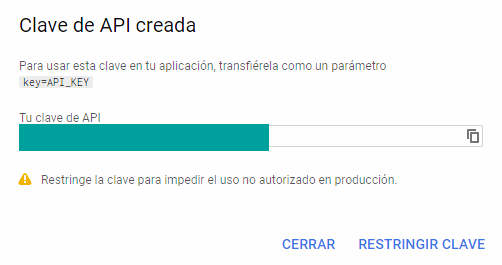 Clave de API creada
Para usar esta clave en tu aplicación, transfiérela como un parámetro
key=API_KEY
Tu clave de API
Restringe la clave para impedir el uso no autorizado en producción.
CERRAR RESTRINGIR CLAVE